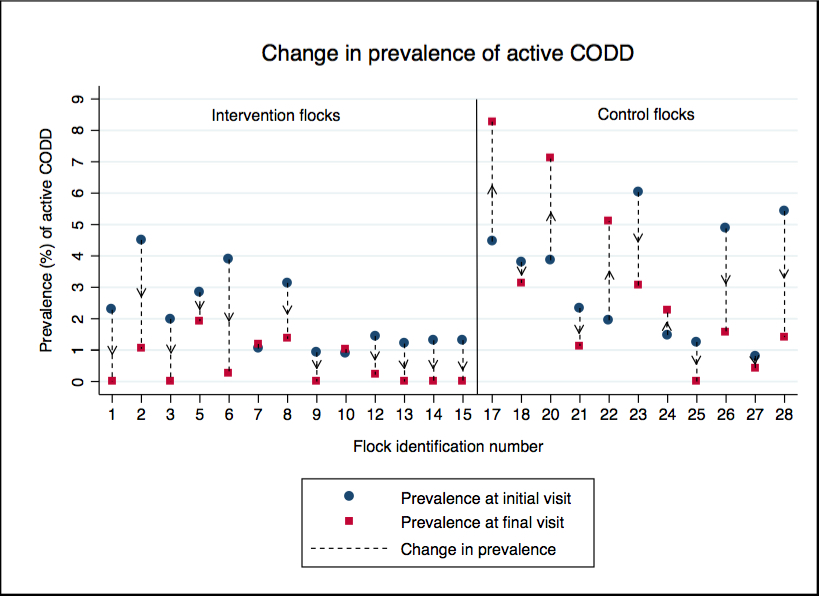 Change in prevalence of active CODD
Intervention flocks
Control flocks
Prevalence (%) of active CODD
9
8
7
6
5
4
3
2
1
0
1 2 3 5 6 7 8 9 10 12 13 14 15 17 18 20 21 22 23 24 25 26 27 28
Flock identification number
Prevalence at initial visit
Prevalence at final visit
Change in prevalence